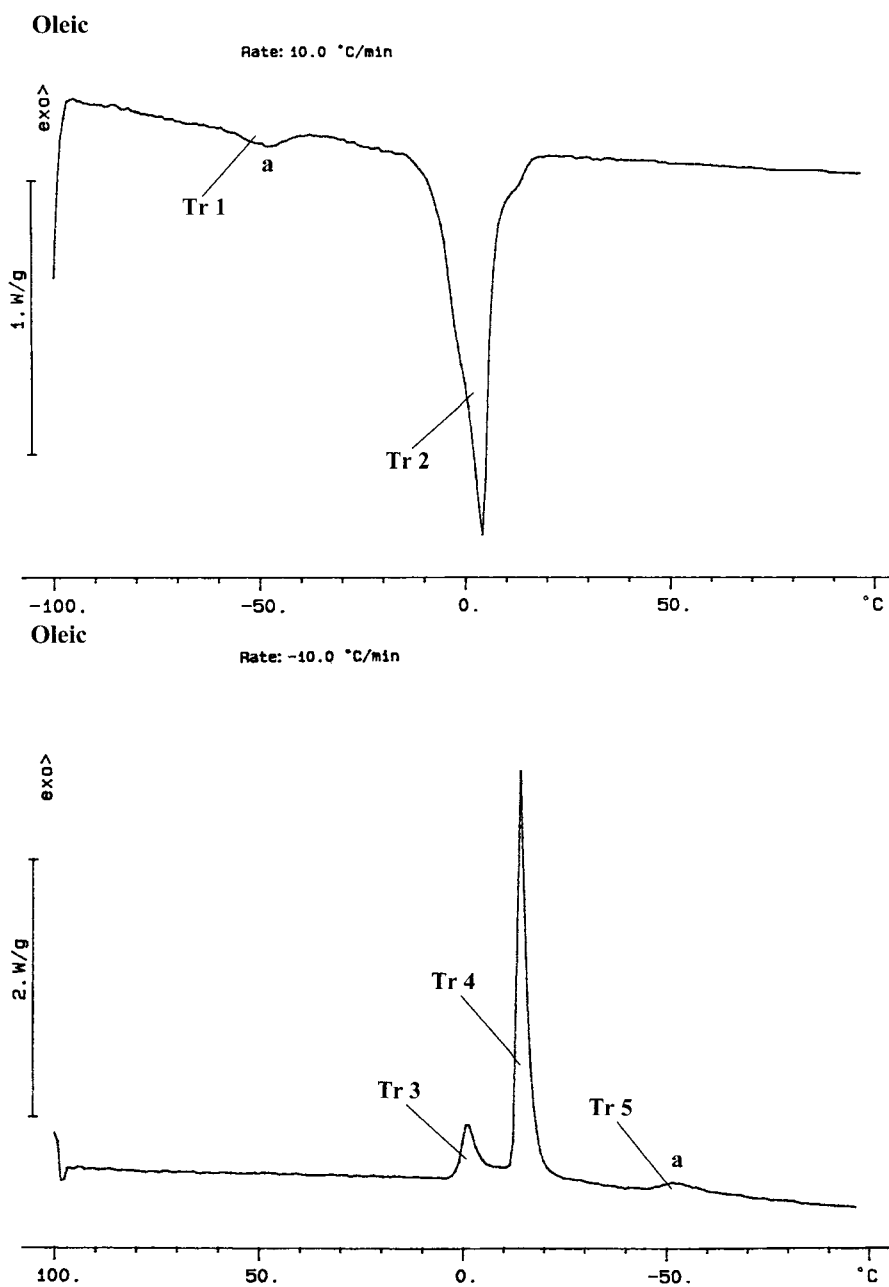 Oleic
Rate: 10.0 °C/min
exo>
a
Tr 1
1. W/g
Tr 2
-100. -50. 0. 50. °C
Oleic
Rate: -10.0 °C/min
exo>
2. W/g
Tr 4
Tr 3
Tr 5
a
100. 50. 0. -50. °C